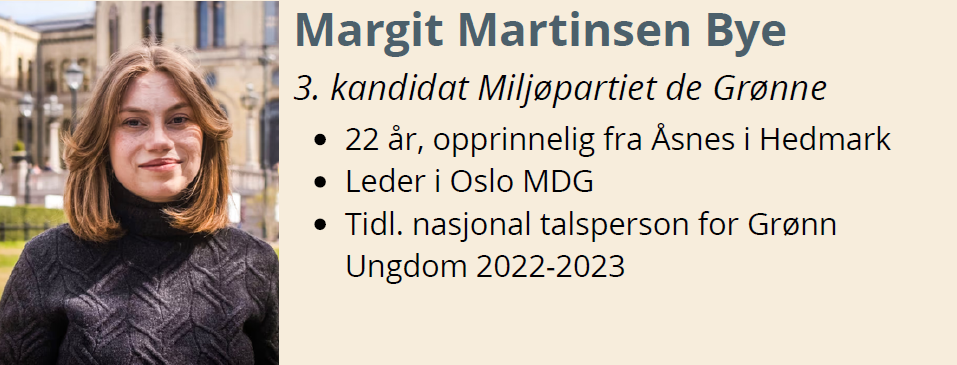 Margit Martinsen Bye
3. kandidat Miljøpartiet de Grønne
• 22 år, opprinnelig fra Åsnes i Hedmark
• Leder i Oslo MDG
• Tidl. nasjonal talsperson for Grønn
Ungdom 2022-2023